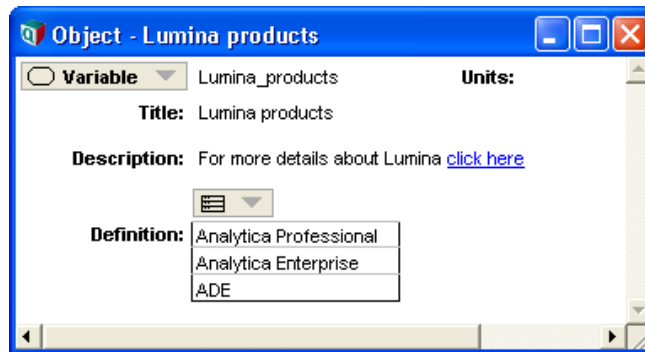 Object - Lumina products
Variable Lumina_products Units:
Title: Lumina products
Description: For more details about Lumina click here
Definition: Analytica Professional
Analytica Enterprise
ADE